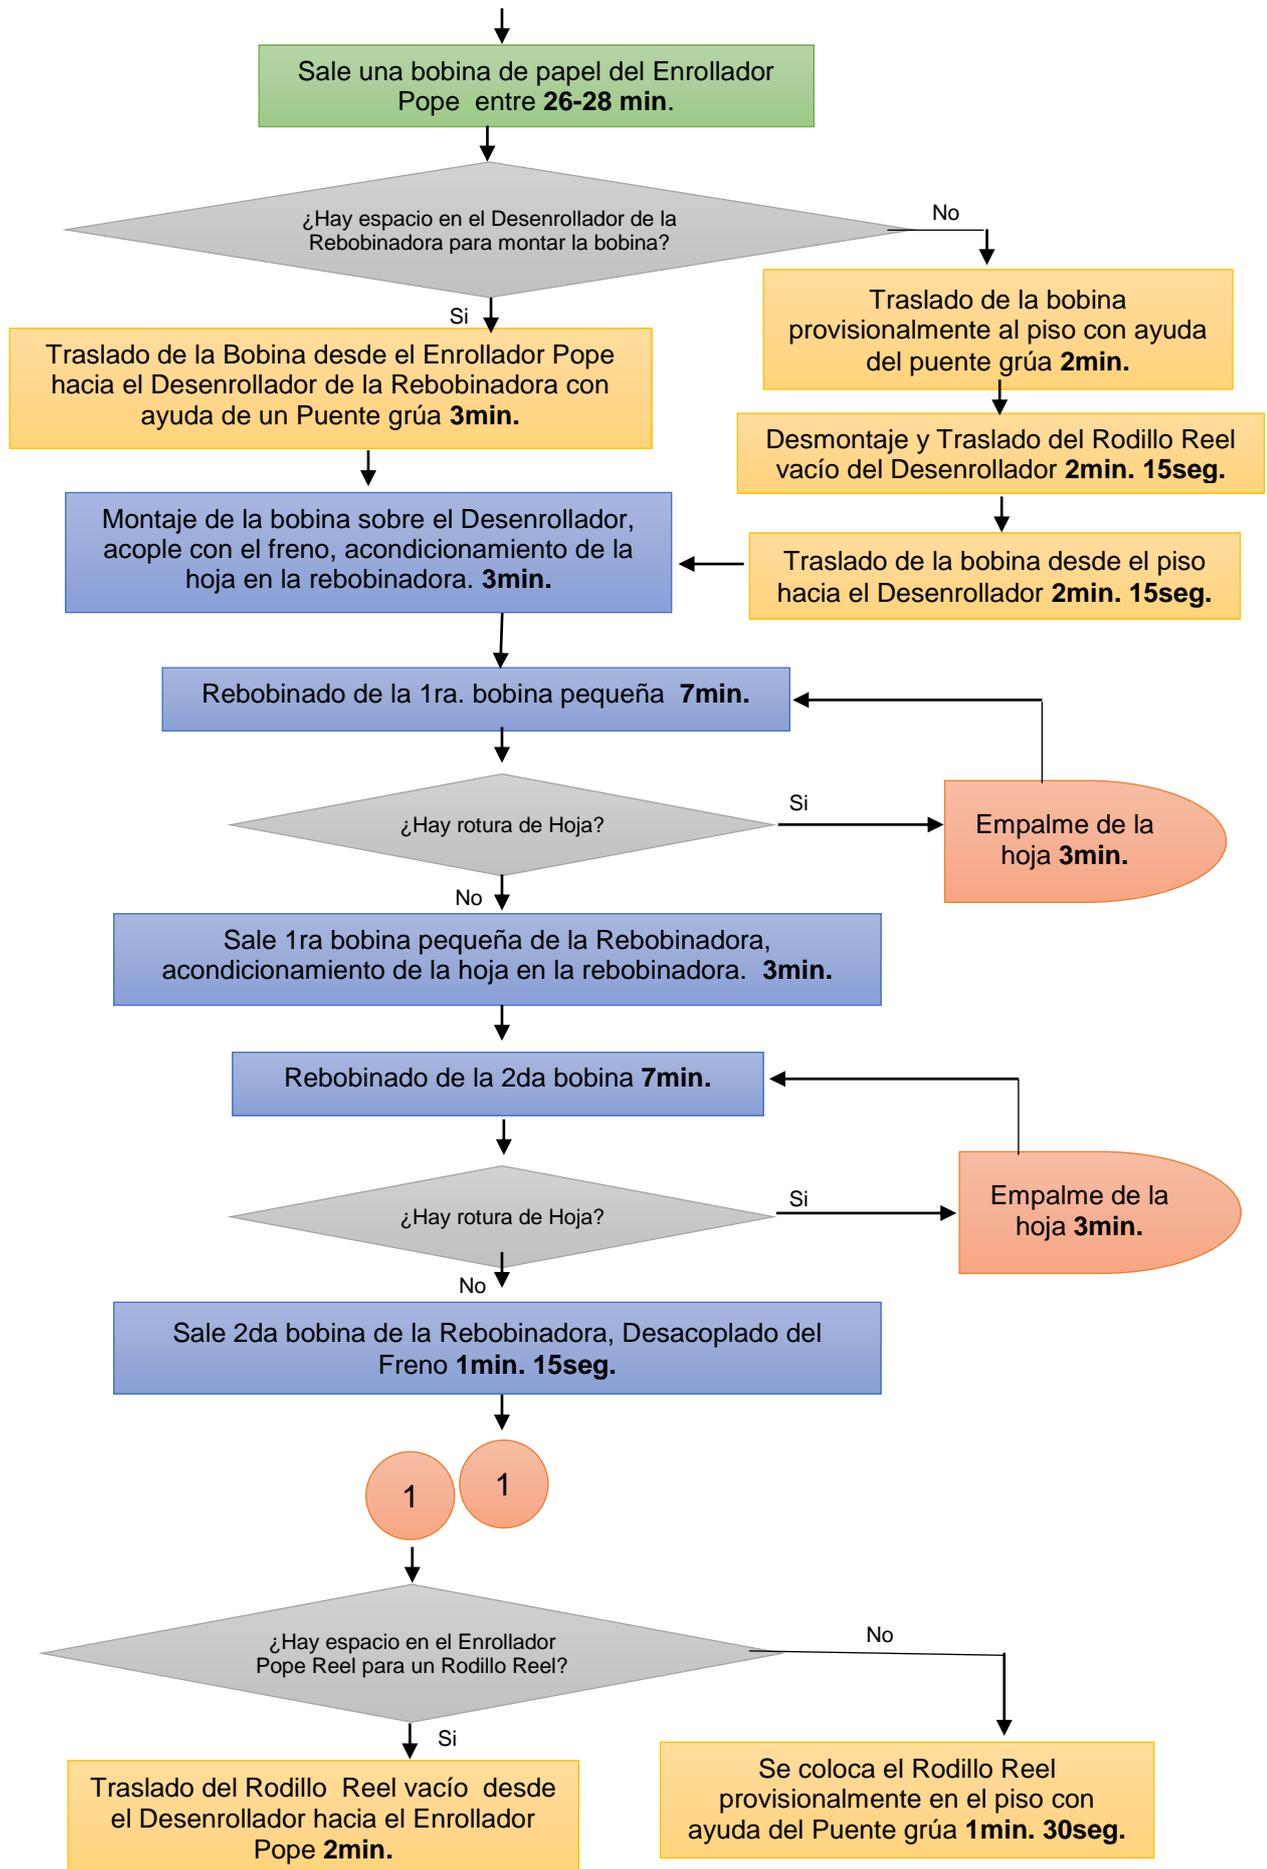 Sale una bobina de papel del Enrollador
Pope entre 26-28 min.
¿Hay espacio en el Desenrollador de la
Rebobinadora para montar la bobina?
No
Si
Traslado de la bobina
provisionalmente al piso con ayuda
del puente grúa 2min.
Traslado de la Bobina desde el Enrollador Pope
hacia el Desenrollador de la Rebobinadora con
ayuda de un Puente grúa 3min.
Desmontaje y Traslado del Rodillo Reel
vacío del Desenrollador 2min. 15seg.
Montaje de la bobina sobre el Desenrollador,
acople con el freno, acondicionamiento de la
hoja en la rebobinadora. 3min.
Traslado de la bobina desde el piso
hacia el Desenrollador 2min. 15seg.
Rebobinado de la 1ra. bobina pequeña 7min.
¿Hay rotura de Hoja?
Si
Empalme de la
hoja 3min.
No
Sale 1ra bobina pequeña de la Rebobinadora,
acondicionamiento de la hoja en la rebobinadora. 3min.
Rebobinado de la 2da bobina 7min.
¿Hay rotura de Hoja?
Si
Empalme de la
hoja 3min.
No
Sale 2da bobina de la Rebobinadora, Desacoplado del
Freno 1min. 15seg.
1
1
¿Hay espacio en el Enrollador
Pope Reel para un Rodillo Reel?
No
Si
Traslado del Rodillo Reel vacío desde
el Desenrollador hacia el Enrollador
Pope 2min.
Se coloca el Rodillo Reel
provisionalmente en el piso con
ayuda del Puente grúa 1min. 30seg.